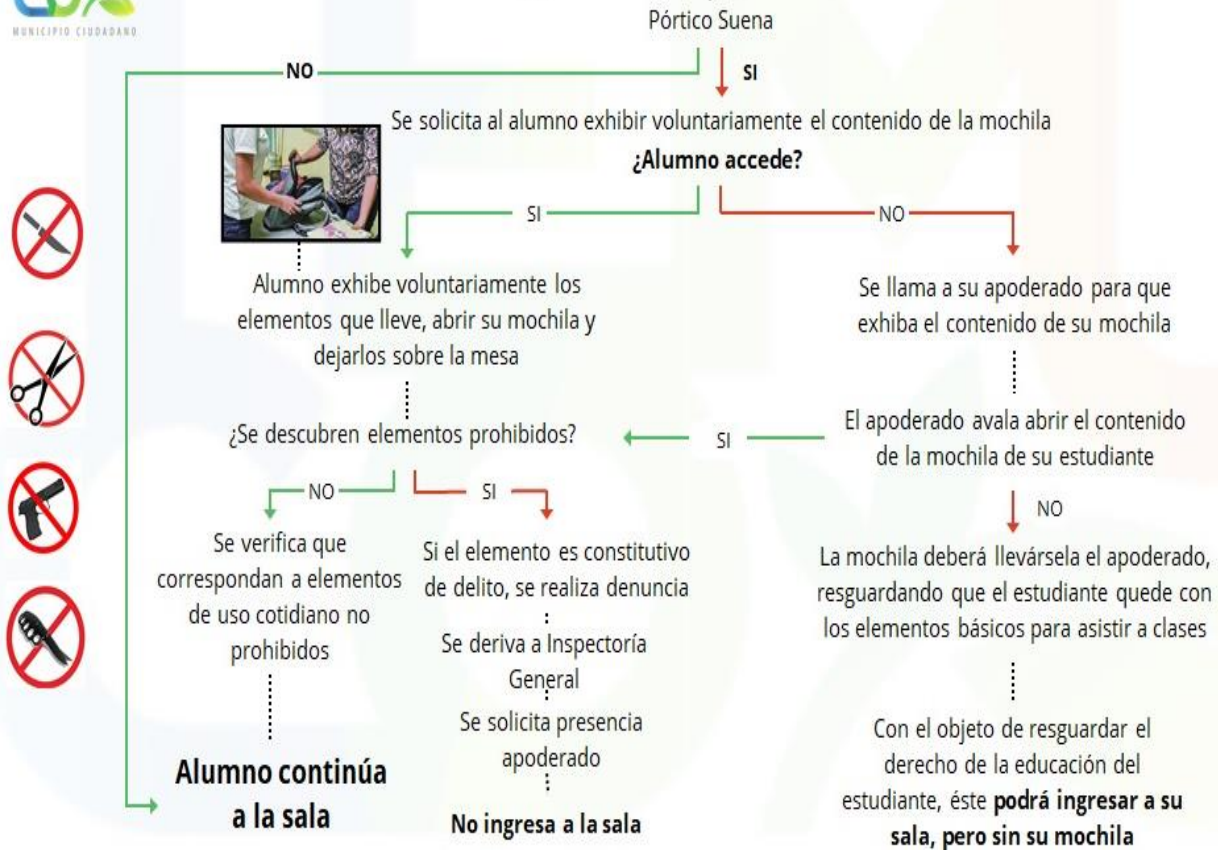 MUNICIPIO CIUDADANO
Pórtico Suena
NO
SI
Se solicita al alumno exhibir voluntariamente el contenido de la mochila
¿Alumno accede?
SI
NO
Alumno exhibe voluntariamente los
elementos que lleve, abrir su mochila y
dejarlos sobre la mesa
Se llama a su apoderado para que
exhiba el contenido de su mochila
¿Se descubren elementos prohibidos?
SI
El apoderado avala abrir el contenido
de la mochila de su estudiante
NO
SI
NO
Se verifica que
correspondan a elementos
de uso cotidiano no
prohibidos
Si el elemento es constitutivo
de delito, se realiza denuncia
Se deriva a Inspectoría
General
Se solicita presencia
apoderado
La mochila deberá llevársela el apoderado,
resguardando que el estudiante quede con
los elementos básicos para asistir a clases
Alumno continúa
a la sala
No ingresa a la sala
Con el objeto de resguardar el
derecho de la educación del
estudiante, éste podrá ingresar a su
sala, pero sin su mochila